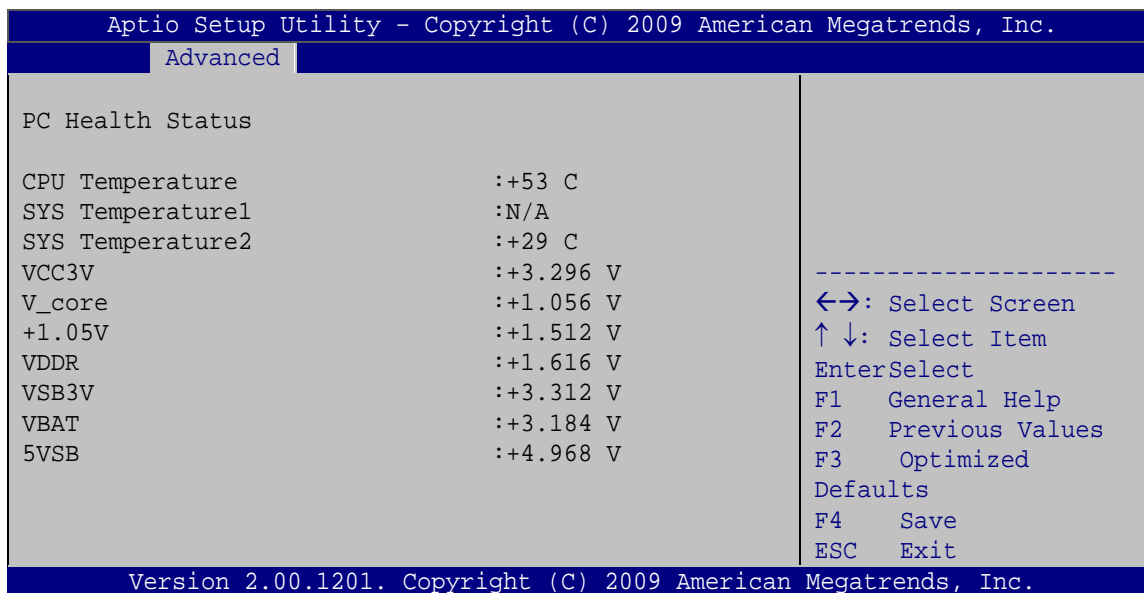 Aptio Setup Utility – Copyright (C) 2009 American Megatrends, Inc.
Advanced
PC Health Status
CPU Temperature :+53 C
SYS Temperature1 :N/A
SYS Temperature2 :+29 C
VCC3V :+3.296 V
V_core :+1.056 V
+1.05V :+1.512 V
VDDR :+1.616 V
VSB3V :+3.312 V
VBAT :+3.184 V
5VSB :+4.968 V
---------------------
←→: Select Screen
↑ ↓: Select Item
EnterSelect
F1 General Help
F2 Previous Values
F3 Optimized
Defaults
F4 Save
ESC Exit
Version 2.00.1201. Copyright (C) 2009 American Megatrends, Inc.